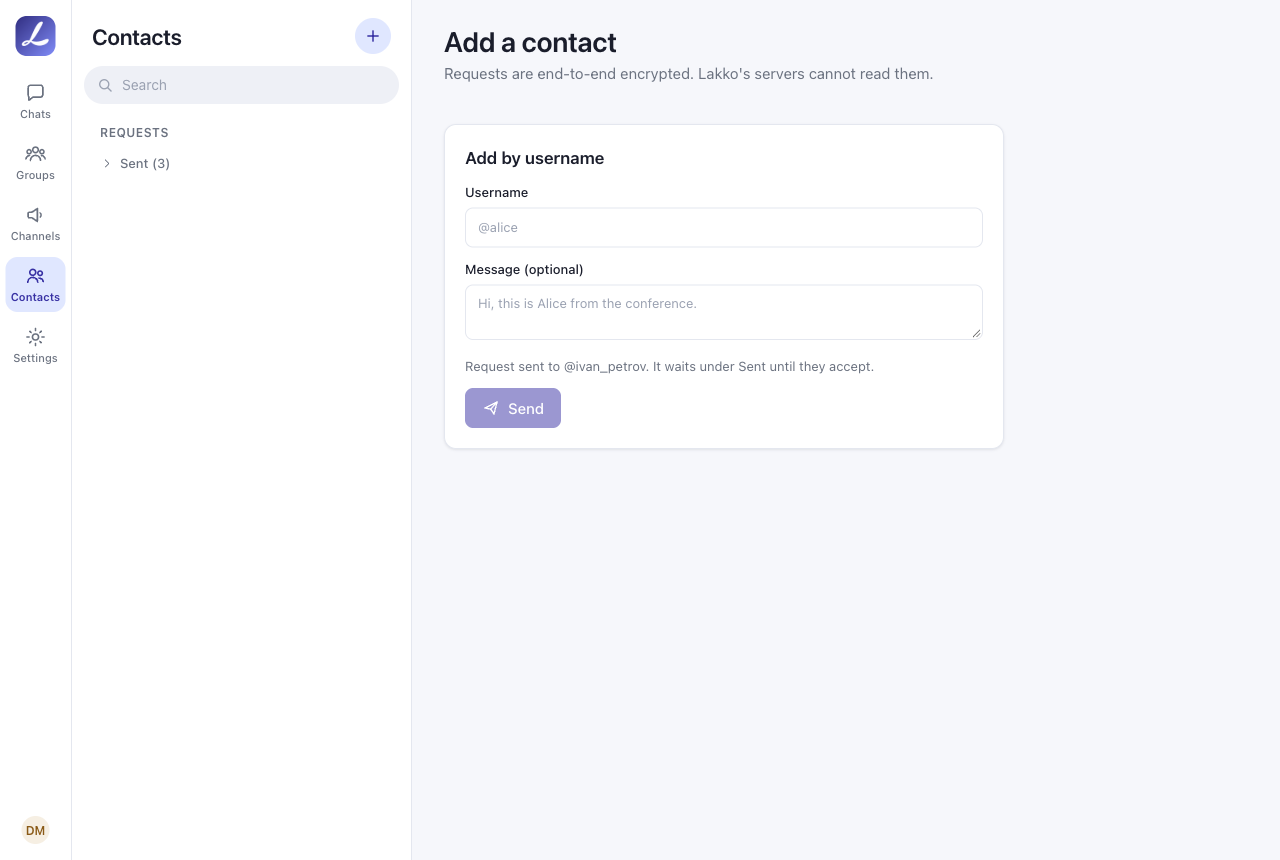 Chats
Groups
Channels
Contacts
Settings
DM
Contacts
Search
REQUESTS
Sent (3)
Add a contact
Requests are end-to-end encrypted. Lakko's servers cannot read them.
Add by username
Username
@alice
Message (optional)
Hi, this is Alice from the conference.
Request sent to @ivan_petrov. It waits under Sent until they accept.
Send